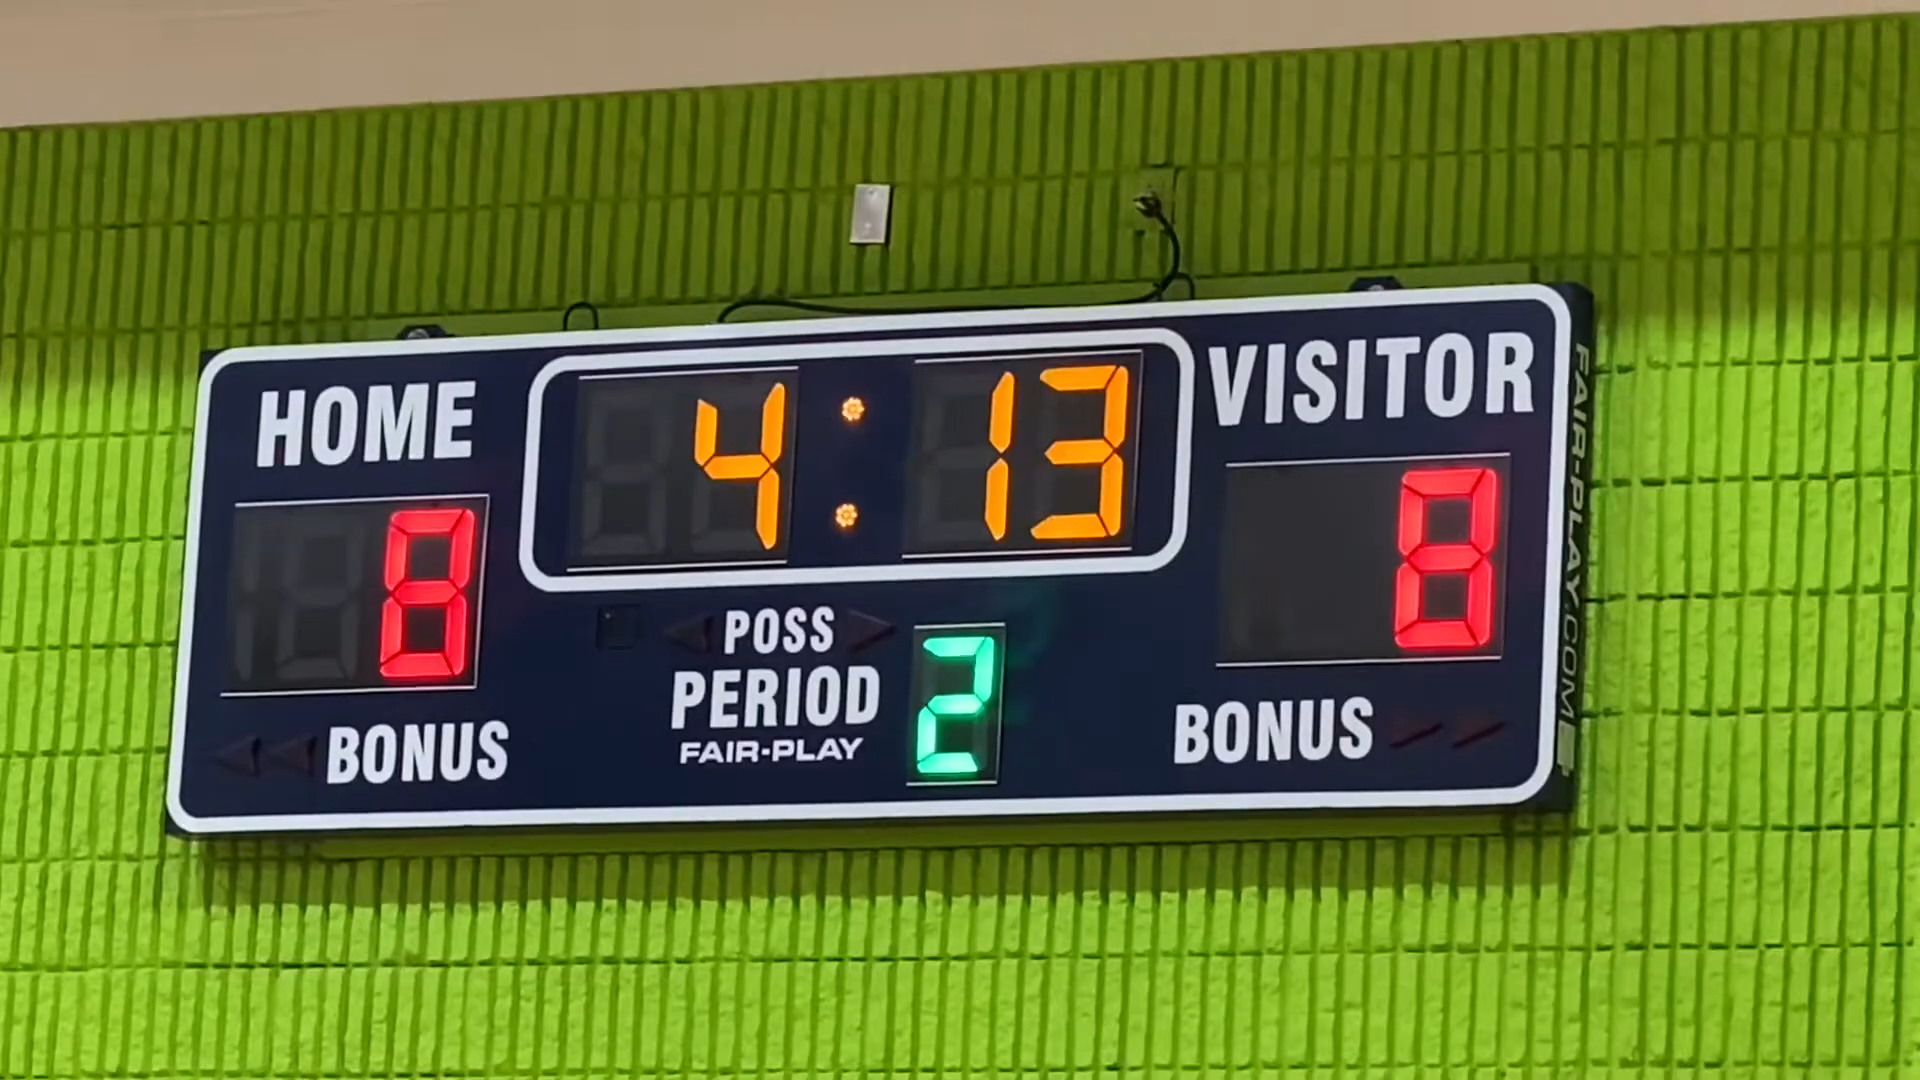 HOME
4:13
VISITOR
8
8
POSS
PERIOD
2
FAIR-PLAY
BONUS
BONUS
FAIR-PLAY.COM